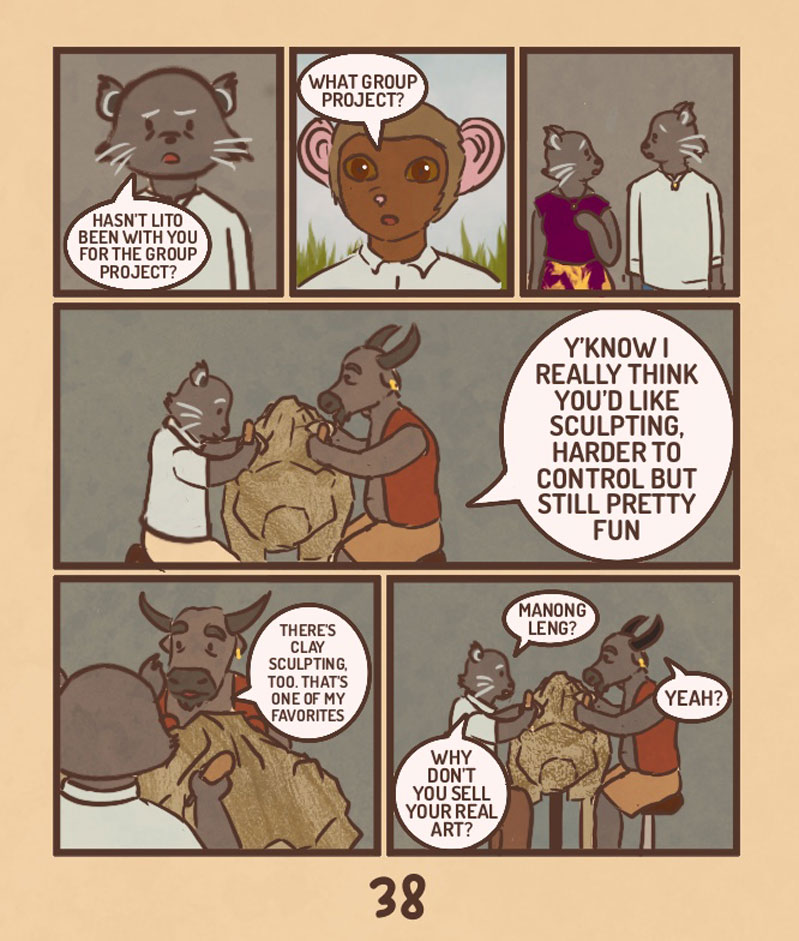 HASN'T LITO
BEEN WITH YOU
FOR THE GROUP
PROJECT?
WHAT GROUP
PROJECT?
Y'KNOW I
REALLY THINK
YOU'D LIKE
SCULPTING,
HARDER TO
CONTROL BUT
STILL PRETTY
FUN
THERE'S
CLAY
SCULPTING,
TOO. THAT'S
ONE OF MY
FAVORITES
MANONG
LENG?
YEAH?
WHY
DON'T
YOU SELL
YOUR REAL
ART?
38